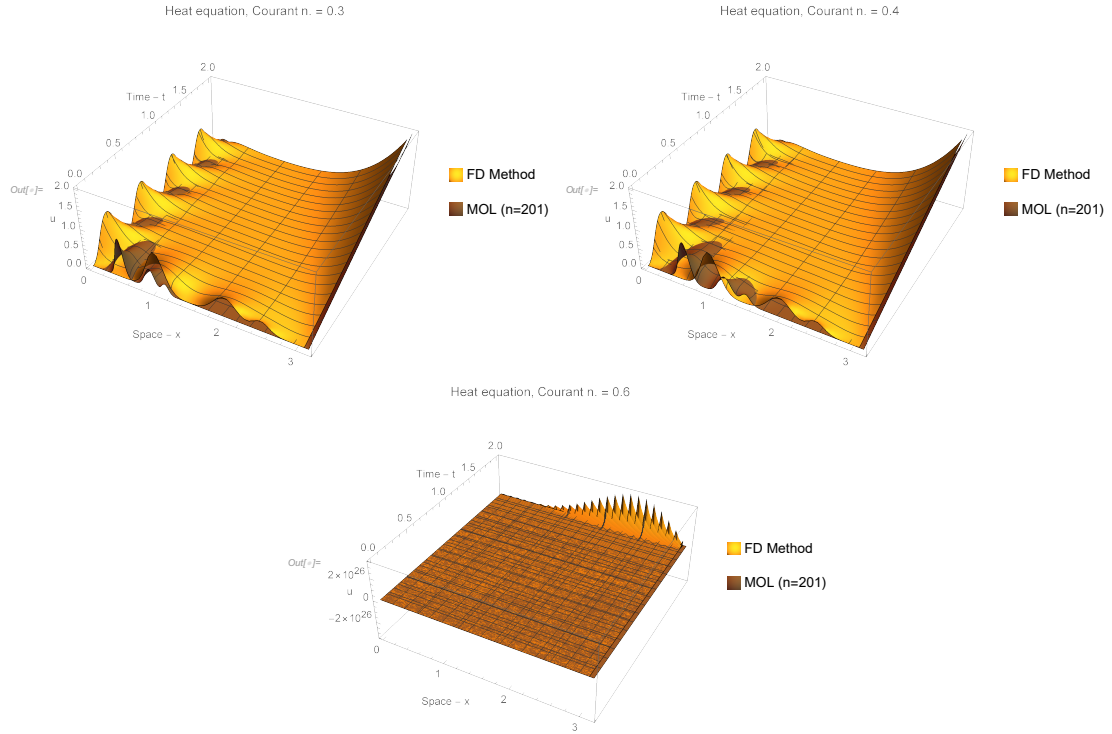 Heat equation, Courant n. = 0.3
2.0
1.5
Time – t
1.0
0.5
0.0
Out[•]=
2.0
1.5
u
1.0
0.5
0.0
0
1
Space – x
2
3
FD Method
MOL (n=201)
Heat equation, Courant n. = 0.4
2.0
1.5
Time – t
1.0
0.5
0.0
Out[•]=
2.0
1.5
u
1.0
0.5
0.0
0
1
Space – x
2
3
FD Method
MOL (n=201)
Heat equation, Courant n. = 0.6
2.0
1.5
Time – t
1.0
0.5
0.0
Out[•]=
2×10²⁶
u
0
−2×10²⁶
0
1
Space – x
2
3
FD Method
MOL (n=201)